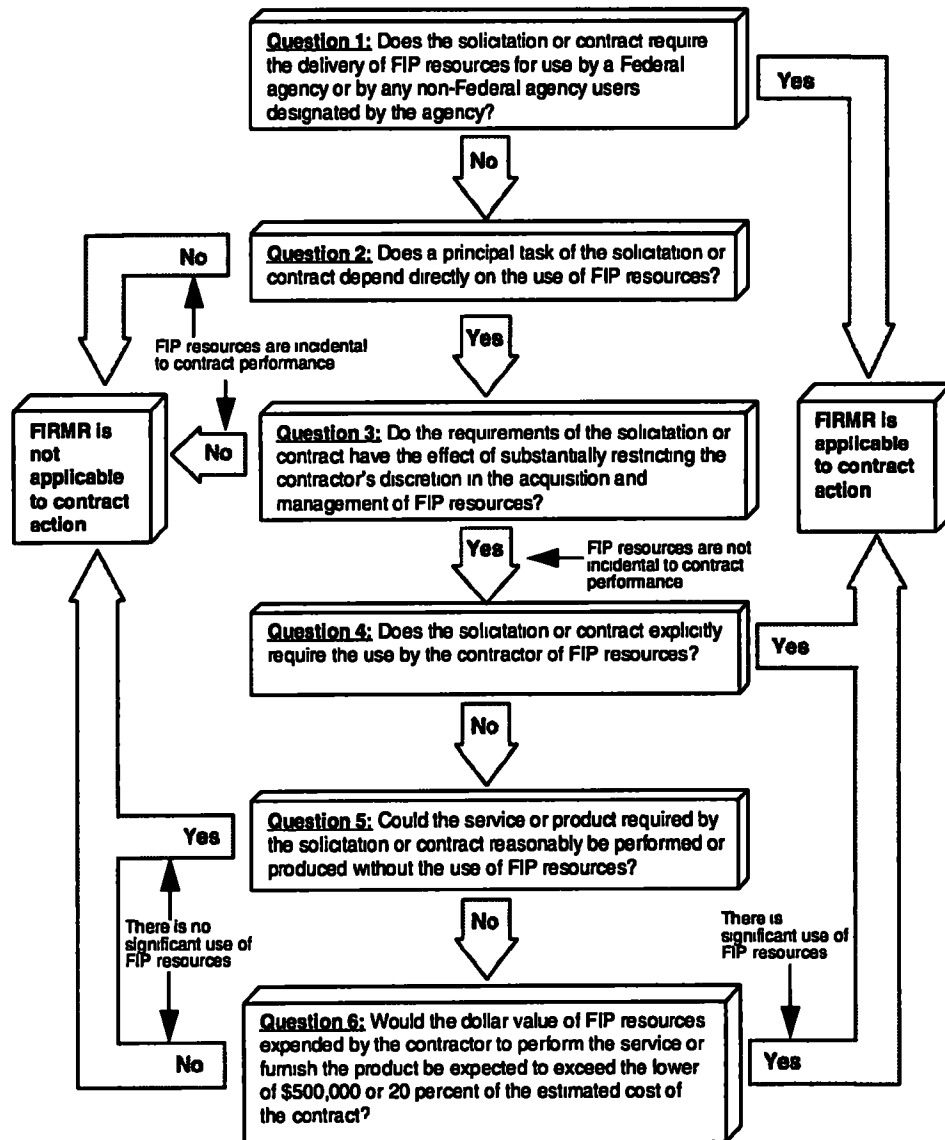 Question 1: Does the solicitation or contract require
the delivery of FIP resources for use by a Federal
agency or by any non-Federal agency users
designated by the agency?
Yes
No
Question 2: Does a principal task of the solicitation or
contract depend directly on the use of FIP resources?
No
Yes
FIP resources are incidental
to contract performance
FIRMR is
not
applicable
to contract
action
No
Question 3: Do the requirements of the solicitation or
contract have the effect of substantially restricting the
contractor's discretion in the acquisition and
management of FIP resources?
FIRMR is
applicable
to contract
action
Yes
FIP resources are not
incidental to contract
performance
Question 4: Does the solicitation or contract explicitly
require the use by the contractor of FIP resources?
Yes
No
Yes
Question 5: Could the service or product required by
the solicitation or contract reasonably be performed or
produced without the use of FIP resources?
There is no
significant use of
FIP resources
No
There is
significant use of
FIP resources
No
Question 6: Would the dollar value of FIP resources
expended by the contractor to perform the service or
furnish the product be expected to exceed the lower
of $500,000 or 20 percent of the estimated cost of
the contract?
Yes